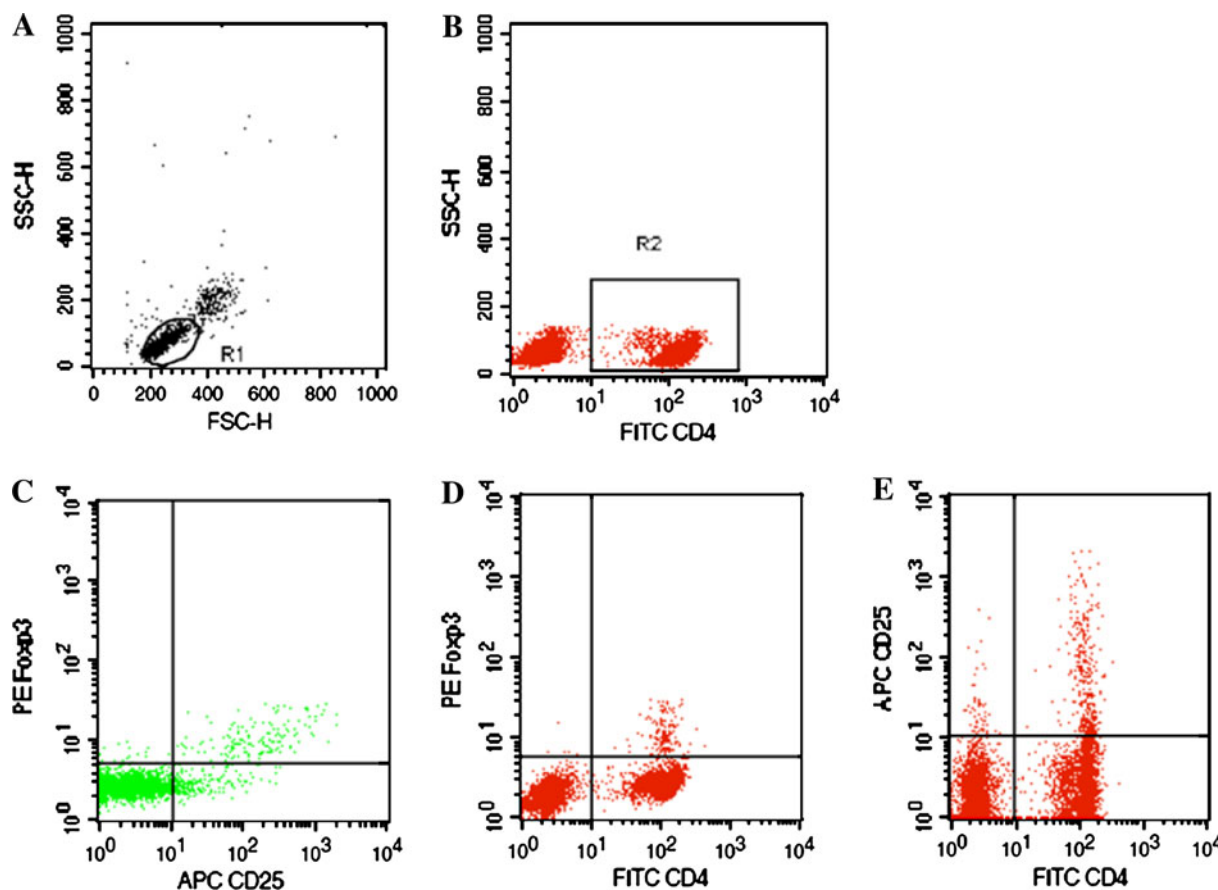 A
SSC-H
1000
800
600
400
200
0
R1
0 200 400 600 800 1000
FSC-H
B
SSC-H
1000
800
600
400
200
0
R2
10^0 10^1 10^2 10^3 10^4
FITC CD4
C
PE Foxp3
10^4
10^3
10^2
10^1
10^0
10^0 10^1 10^2 10^3 10^4
APC CD25
D
PE Foxp3
10^4
10^3
10^2
10^1
10^0
10^0 10^1 10^2 10^3 10^4
FITC CD4
E
APC CD25
10^4
10^3
10^2
10^1
10^0
10^0 10^1 10^2 10^3 10^4
FITC CD4